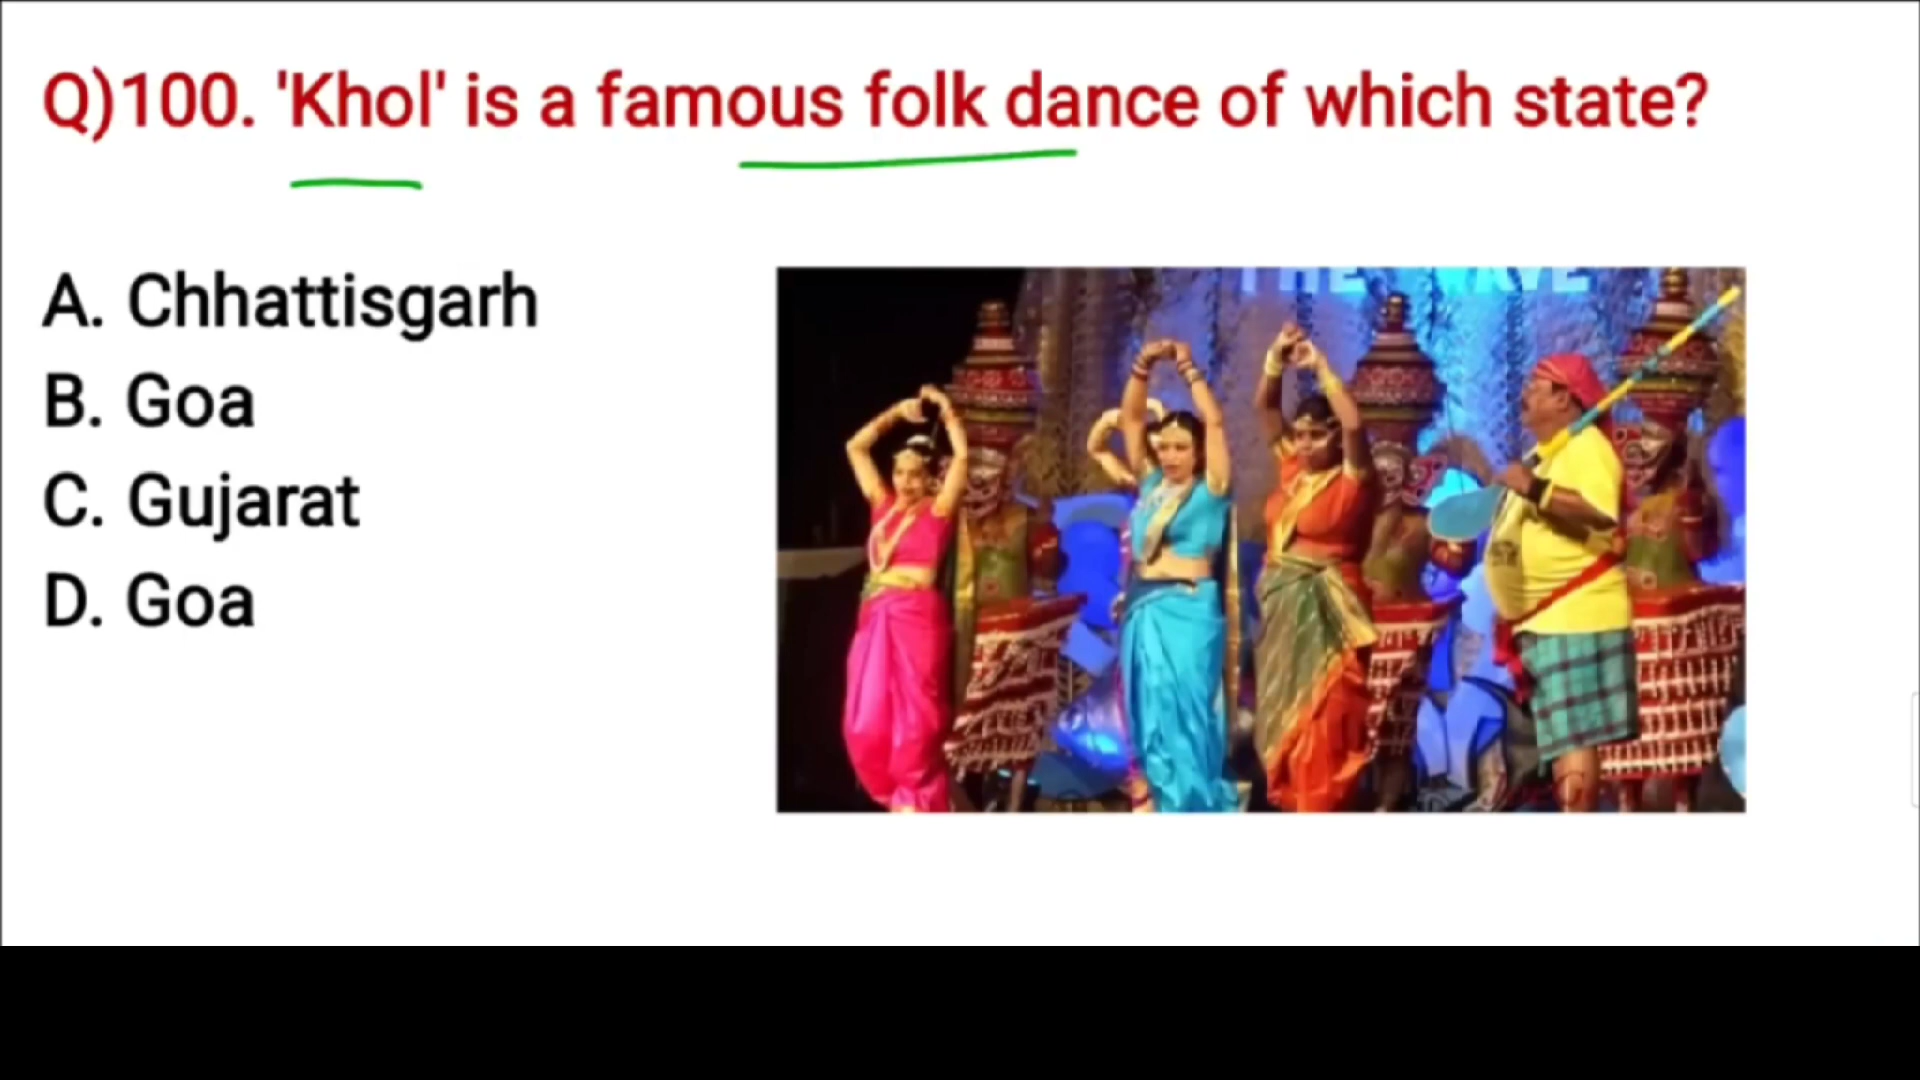 Q)100. 'Khol' is a famous folk dance of which state?
A. Chhattisgarh
B. Goa
C. Gujarat
D. Goa